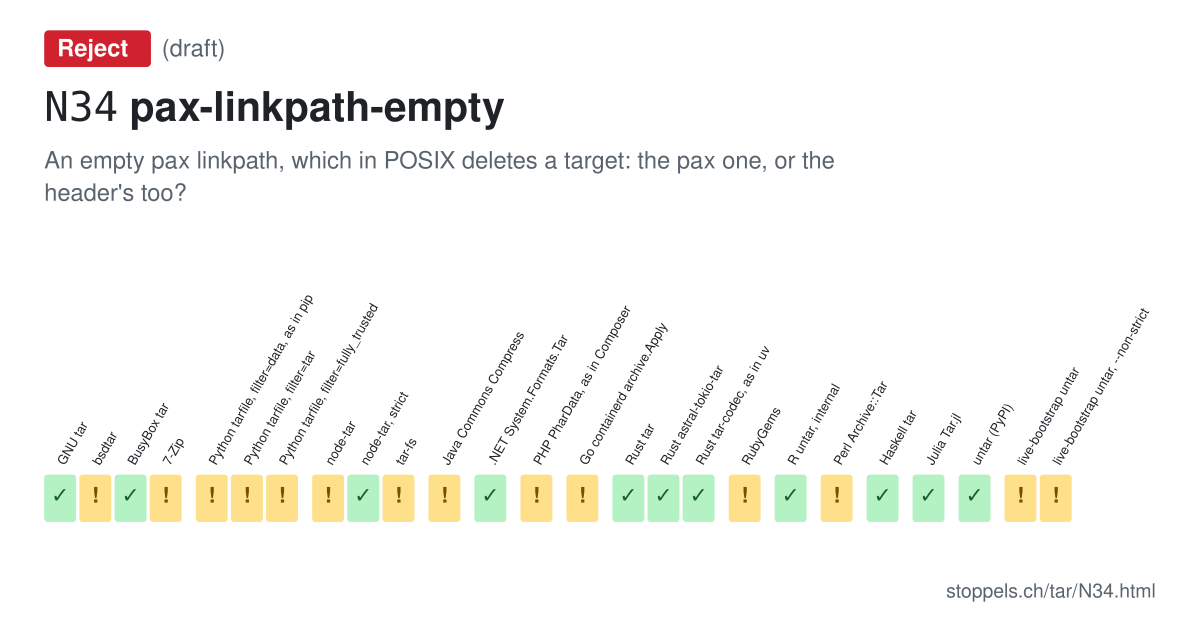 Reject (draft)
N34 pax-linkpath-empty
An empty pax linkpath, which in POSIX deletes a target: the pax one, or the
header's too?
GNU tar
bsdtar
BusyBox tar
7-Zip
Python tarfile, filter=data, as in pip
Python tarfile, filter=tar
Python tarfile, filter=fully_trusted
node-tar
node-tar, strict
tar-fs
Java Commons Compress
.NET System.Formats.Tar
PHP PharData, as in Composer
Go containerd archive.Apply
Rust tar
Rust astral-tokio-tar
Rust tar-codec, as in uv
RubyGems
R untar, internal
Perl Archive::Tar
Haskell tar
Julia Tar.jl
untar (PyPI)
live-bootstrap untar
live-bootstrap untar, --non-strict
✓ ! ✓ ! ! ! ! ! ✓ ! ! ✓ ! ! ✓ ✓ ✓ ! ✓ ! ✓ ✓ ✓ ! !
stoppels.ch/tar/N34.html